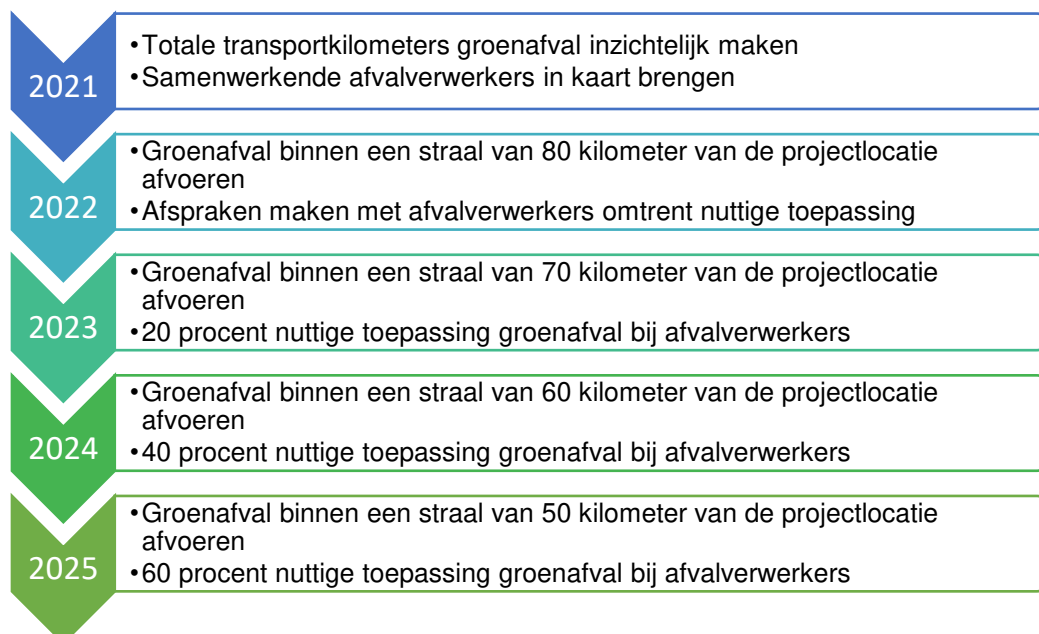 2021
•Totale transportkilometers groenafval inzichtelijk maken
•Samenwerkende afvalverwerkers in kaart brengen
2022
•Groenafval binnen een straal van 80 kilometer van de projectlocatie
afvoeren
•Afspraken maken met afvalverwerkers omtrent nuttige toepassing
2023
•Groenafval binnen een straal van 70 kilometer van de projectlocatie
afvoeren
•20 procent nuttige toepassing groenafval bij afvalverwerkers
2024
•Groenafval binnen een straal van 60 kilometer van de projectlocatie
afvoeren
•40 procent nuttige toepassing groenafval bij afvalverwerkers
2025
•Groenafval binnen een straal van 50 kilometer van de projectlocatie
afvoeren
•60 procent nuttige toepassing groenafval bij afvalverwerkers